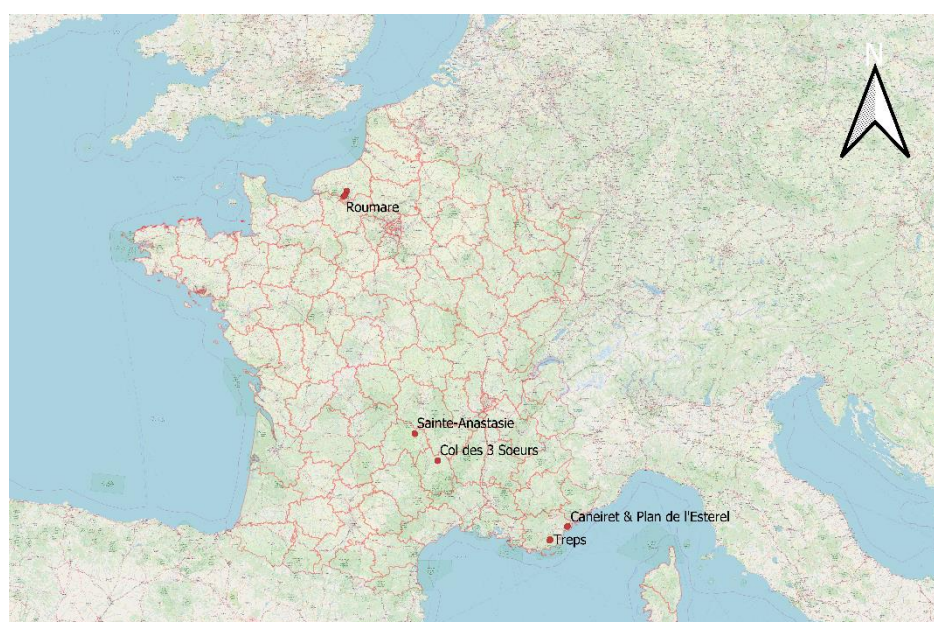 N
Roumare
Sainte-Anastasie
Col des 3 Soeurs
Caneiret & Plan de l'Esterel
Treps